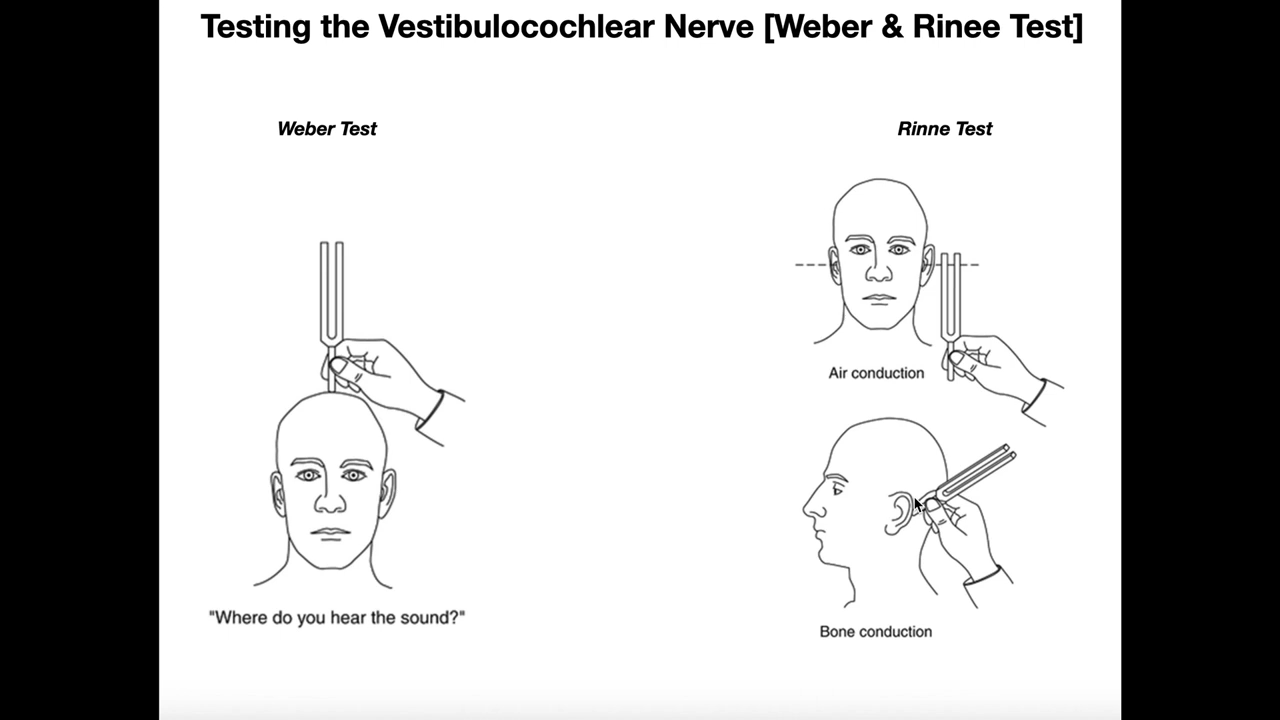 Testing the Vestibulocochlear Nerve [Weber & Rinee Test]
Weber Test
"Where do you hear the sound?"
Rinne Test
Air conduction
Bone conduction